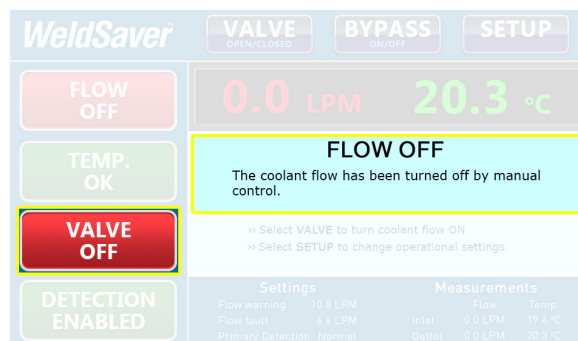 WeldSaver
VALVE
OPEN/CLOSED
BYPASS
ON/OFF
SETUP
FLOW
OFF
0.0 LPM
20.3 °C
FLOW OFF
The coolant flow has been turned off by manual
control.
TEMP.
OK
VALVE
OFF
» Select VALVE to turn coolant flow ON
» Select SETUP to change operational settings
DETECTION
ENABLED
Settings
Flow warning 10.8 LPM
Flow fault 6.6 LPM
Primary Detection Normal
Measurements
Flow Temp.
Inlet 0.0 LPM 19.4 °C
Outlet 0.0 LPM 20.3 °C